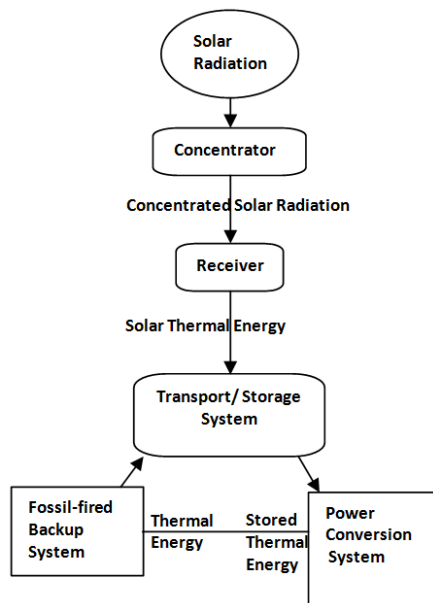 Solar
Radiation
Concentrator
Concentrated Solar Radiation
Receiver
Solar Thermal Energy
Transport/ Storage
System
Fossil-fired
Backup
System
Thermal
Energy
Stored
Thermal
Energy
Power
Conversion
System